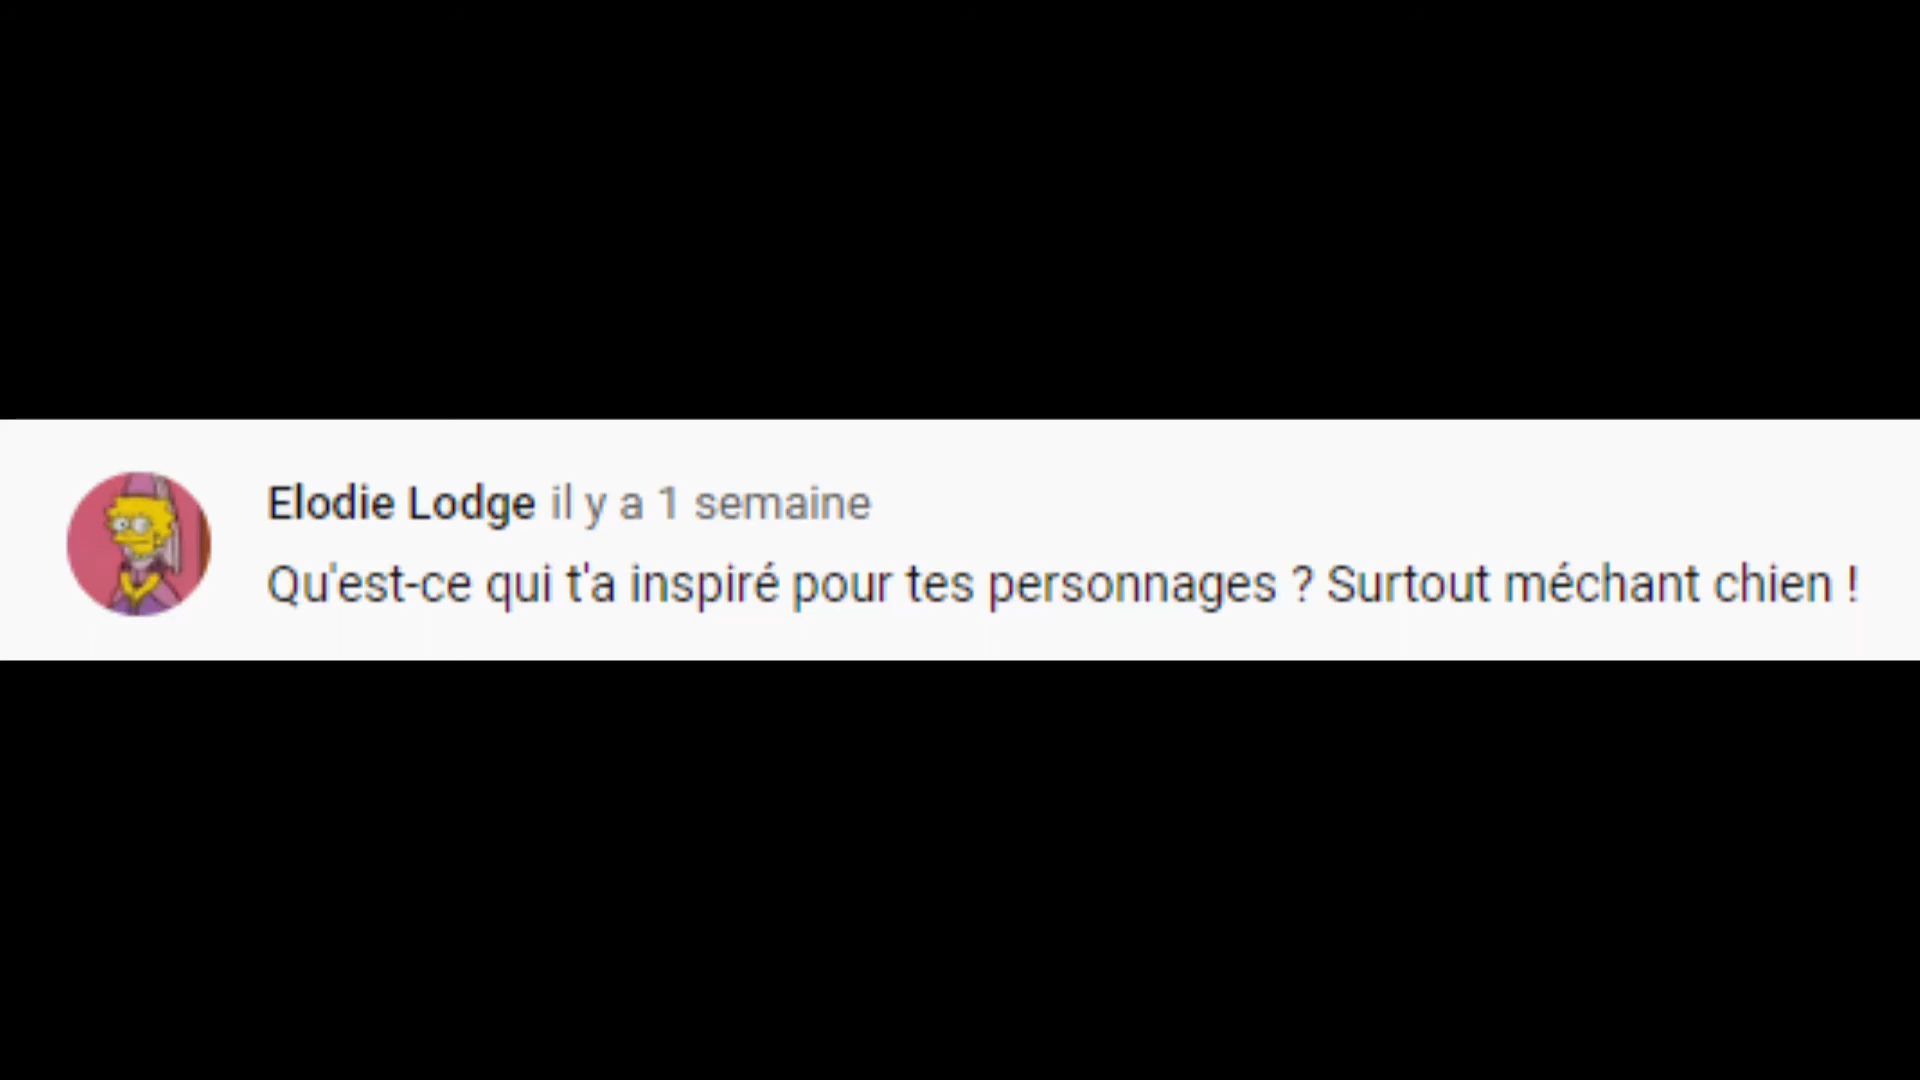 Elodie Lodge il y a 1 semaine
Qu'est-ce qui t'a inspiré pour tes personnages ? Surtout méchant chien !